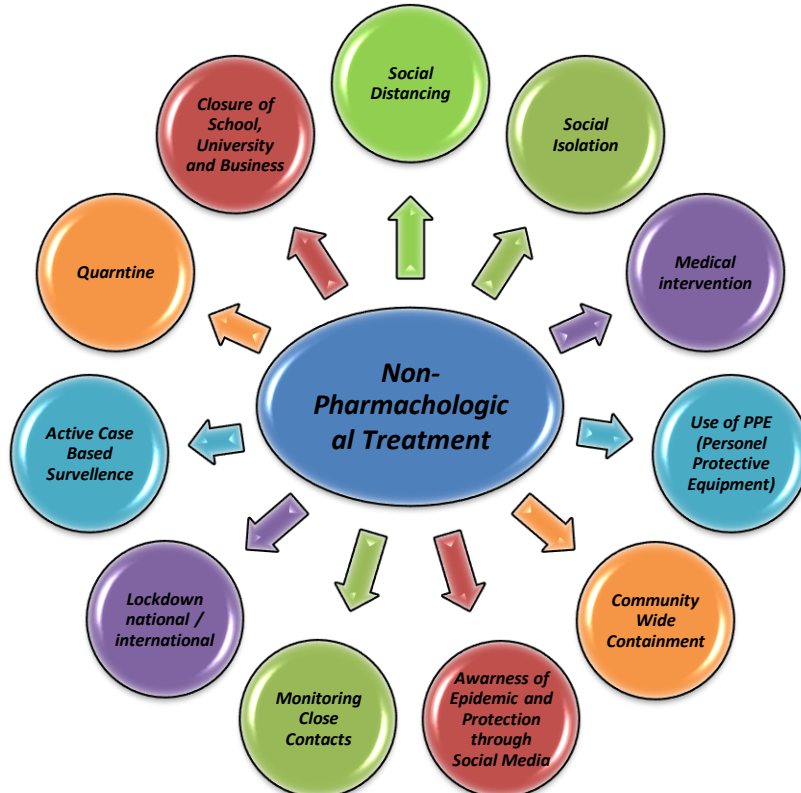 Social
Distancing
Social
Isolation
Medical
intervention
Use of PPE
(Personel
Protective
Equipment)
Community
Wide
Containment
Awarness of
Epidemic and
Protection
through
Social Media
Monitoring
Close
Contacts
Lockdown
national /
international
Active Case
Based
Survellence
Quarntine
Closure of
School,
University
and Business
Non-
Pharmachologic
al Treatment